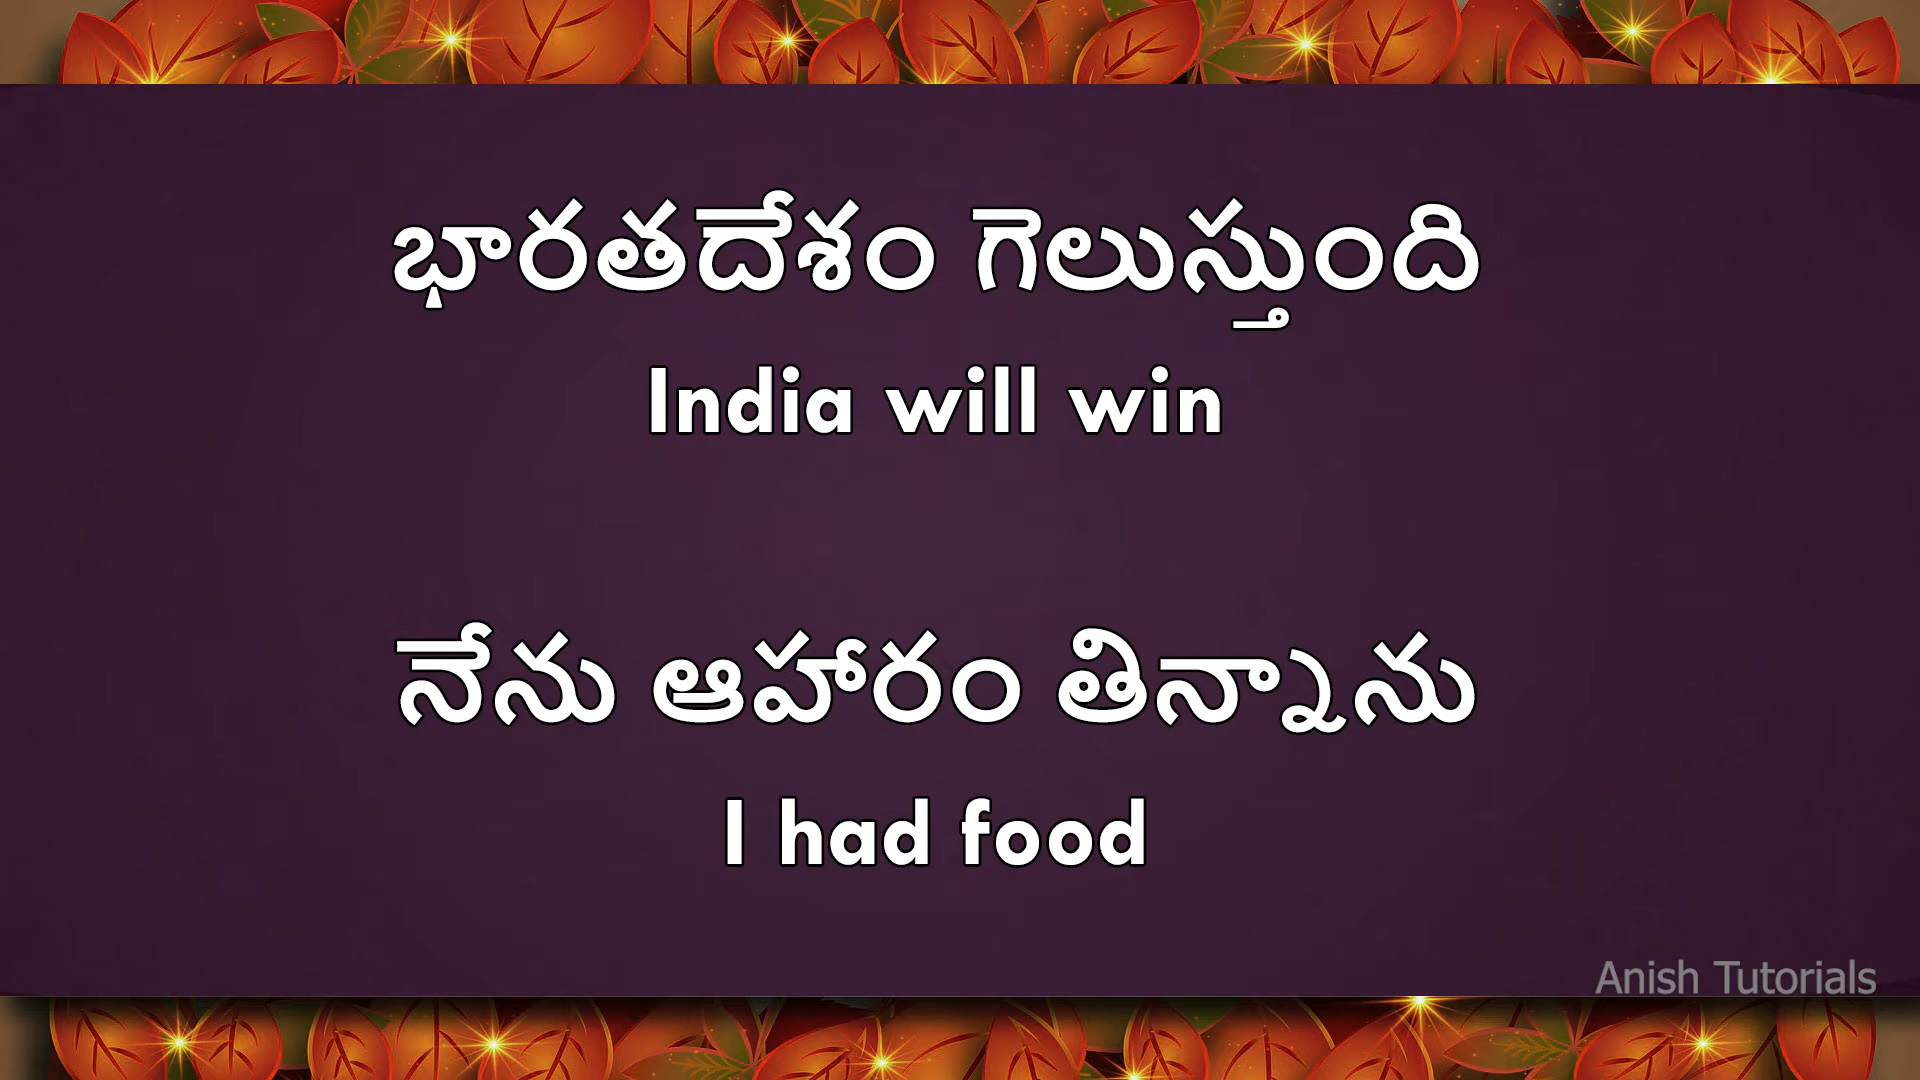 భారతదేశం గెలుస్తుంది
India will win
నేను ఆహారం తిన్నాను
I had food
Anish Tutorials